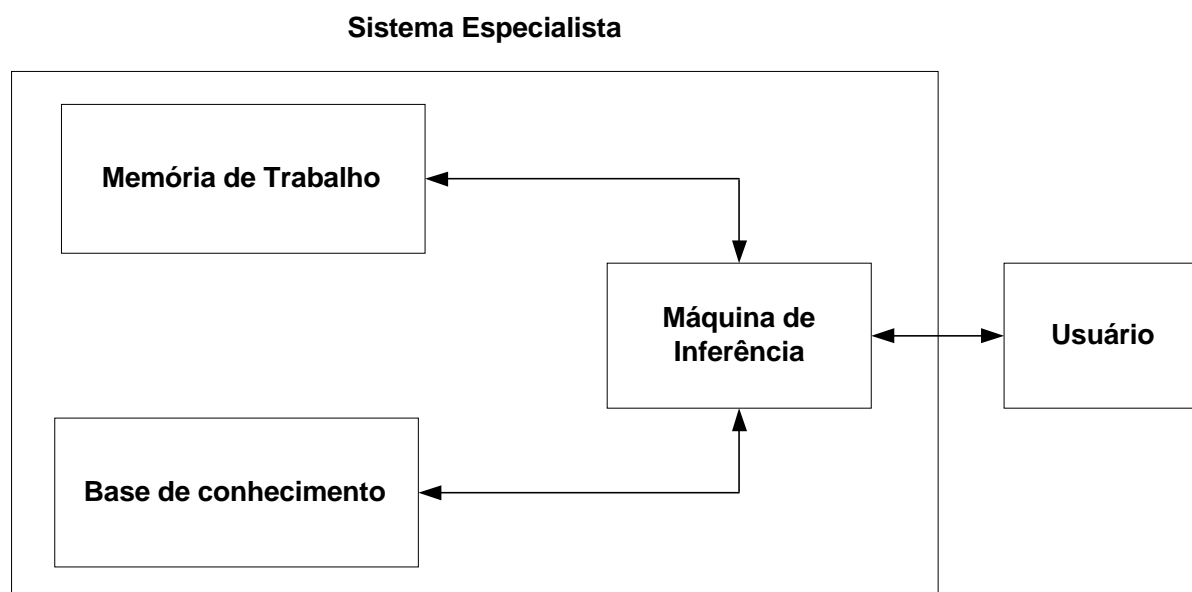 Sistema Especialista
Memória de Trabalho
Máquina de
Inferência
Usuário
Base de conhecimento